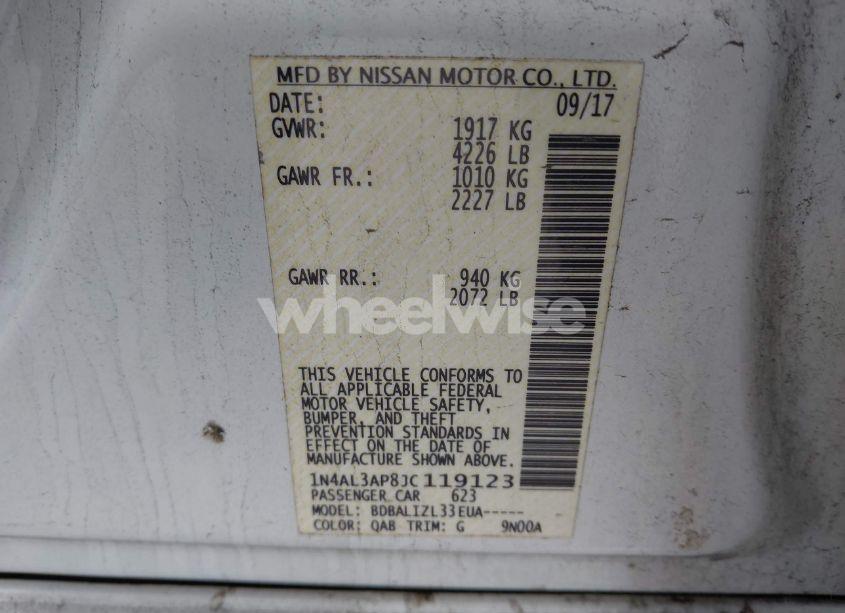 MFD BY NISSAN MOTOR CO., LTD.
DATE: 09/17
GVWR: 1917 KG
4226 LB
GAWR FR.: 1010 KG
2227 LB
GAWR RR.: 940 KG
2072 LB
wheelwise
THIS VEHICLE CONFORMS TO
ALL APPLICABLE FEDERAL
MOTOR VEHICLE SAFETY,
BUMPER, AND THEFT
PREVENTION STANDARDS IN
EFFECT ON THE DATE OF
MANUFACTURE SHOWN ABOVE.
1N4AL3AP8JC119123
PASSENGER CAR 623
MODEL: BDBALIZL33EUA-----
COLOR: QAB TRIM: G 9N00A